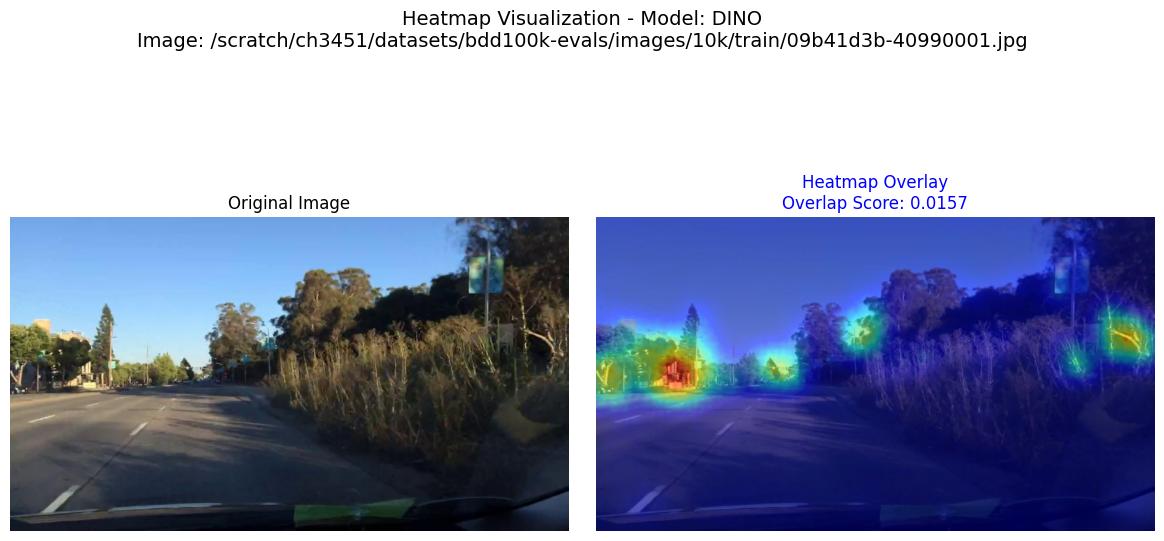 Heatmap Visualization - Model: DINO
Image: /scratch/ch3451/datasets/bdd100k-evals/images/10k/train/09b41d3b-40990001.jpg
Original Image
Heatmap Overlay
Overlap Score: 0.0157